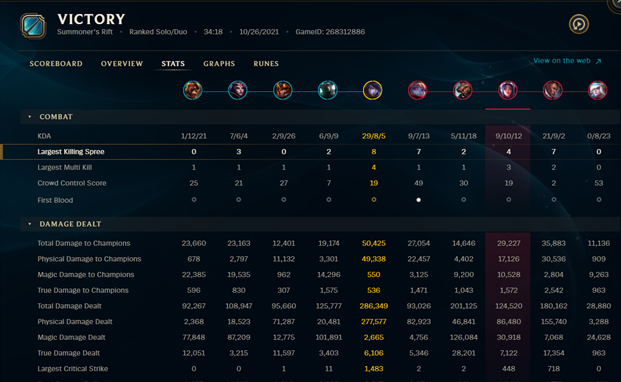 VICTORY
Summoner's Rift • Ranked Solo/Duo • 34:18 • 10/26/2021 • GameID: 268312886
SCOREBOARD OVERVIEW STATS GRAPHS RUNES View on the web
COMBAT
KDA 1/12/21 7/6/4 2/9/26 6/9/9 29/8/5 9/7/13 5/11/18 9/10/12 21/9/2 0/8/23
Largest Killing Spree 0 3 0 2 8 7 2 4 7 0
Largest Multi Kill 1 1 1 1 4 1 1 3 2 0
Crowd Control Score 25 21 27 7 19 49 30 19 2 53
First Blood
DAMAGE DEALT
Total Damage to Champions 23,660 23,163 12,401 19,174 50,425 27,054 14,646 29,227 35,883 11,136
Physical Damage to Champions 678 2,797 11,132 3,301 49,338 22,457 4,402 17,126 30,536 909
Magic Damage to Champions 22,385 19,535 962 14,296 550 3,125 9,200 10,528 2,804 9,263
True Damage to Champions 596 830 307 1,575 536 1,471 1,043 1,572 2,542 963
Total Damage Dealt 92,267 108,947 95,660 125,777 286,349 93,026 201,125 124,520 180,162 28,880
Physical Damage Dealt 2,368 18,523 71,287 20,481 277,577 82,923 46,841 86,480 155,740 3,288
Magic Damage Dealt 77,848 87,209 12,775 101,891 2,665 4,756 126,084 30,918 7,068 24,628
True Damage Dealt 12,051 3,215 11,597 3,403 6,106 5,346 28,201 7,122 17,354 963
Largest Critical Strike 0 0 1 11 1,483 2 2 448 718 0